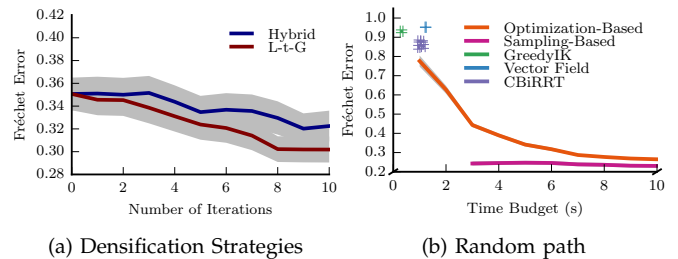 Hybrid
L-t-G
Fréchet Error
0.42
0.39
0.36
0.34
0.32
0.30
0.28
0 2 4 6 8 10
Number of Iterations
(a) Densification Strategies
Optimization-Based
Sampling-Based
GreedyIK
Vector Field
CBiRRT
Fréchet Error
1.0
0.9
0.8
0.7
0.6
0.5
0.4
0.3
0.2
0 2 4 6 8 10
Time Budget (s)
(b) Random path